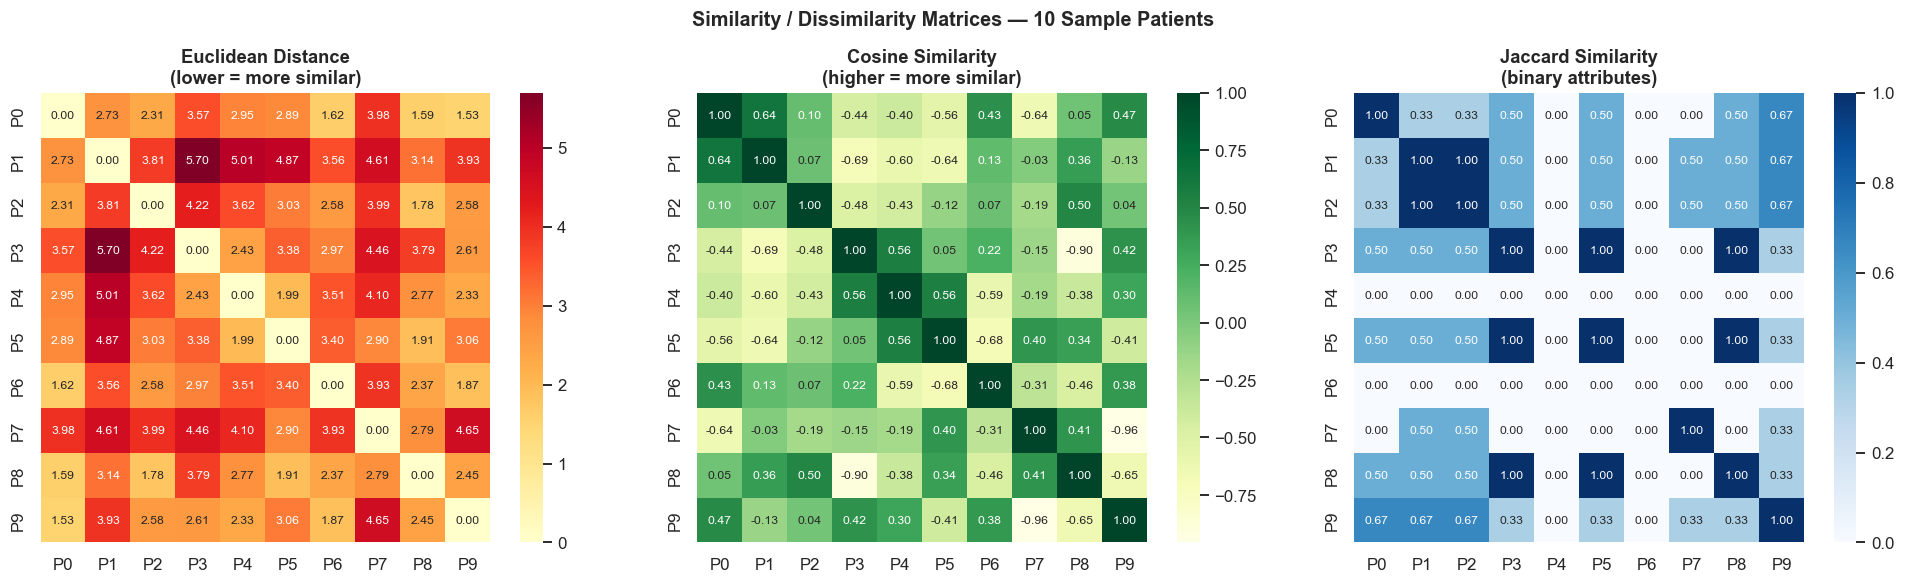 Similarity / Dissimilarity Matrices — 10 Sample Patients
Euclidean Distance
(lower = more similar)
P0 0.00 2.73 2.31 3.57 2.95 2.89 1.62 3.98 1.59 1.53
P1 2.73 0.00 3.81 5.70 5.01 4.87 3.56 4.61 3.14 3.93
P2 2.31 3.81 0.00 4.22 3.62 3.03 2.58 3.99 1.78 2.58
P3 3.57 5.70 4.22 0.00 2.43 3.38 2.97 4.46 3.79 2.61
P4 2.95 5.01 3.62 2.43 0.00 1.99 3.51 4.10 2.77 2.33
P5 2.89 4.87 3.03 3.38 1.99 0.00 3.40 2.90 1.91 3.06
P6 1.62 3.56 2.58 2.97 3.51 3.40 0.00 3.93 2.37 1.87
P7 3.98 4.61 3.99 4.46 4.10 2.90 3.93 0.00 2.79 4.65
P8 1.59 3.14 1.78 3.79 2.77 1.91 2.37 2.79 0.00 2.45
P9 1.53 3.93 2.58 2.61 2.33 3.06 1.87 4.65 2.45 0.00
P0 P1 P2 P3 P4 P5 P6 P7 P8 P9
5
4
3
2
1
0
Cosine Similarity
(higher = more similar)
P0 1.00 0.64 0.10 -0.44 -0.40 -0.56 0.43 -0.64 0.05 0.47
P1 0.64 1.00 0.07 -0.69 -0.60 -0.64 0.13 -0.03 0.36 -0.13
P2 0.10 0.07 1.00 -0.48 -0.43 -0.12 0.07 -0.19 0.50 0.04
P3 -0.44 -0.69 -0.48 1.00 0.56 0.05 0.22 -0.15 -0.90 0.42
P4 -0.40 -0.60 -0.43 0.56 1.00 0.56 -0.59 -0.19 -0.38 0.30
P5 -0.56 -0.64 -0.12 0.05 0.56 1.00 -0.68 0.40 0.34 -0.41
P6 0.43 0.13 0.07 0.22 -0.59 -0.68 1.00 -0.31 -0.46 0.38
P7 -0.64 -0.03 -0.19 -0.15 -0.19 0.40 -0.31 1.00 0.41 -0.96
P8 0.05 0.36 0.50 -0.90 -0.38 0.34 -0.46 0.41 1.00 -0.65
P9 0.47 -0.13 0.04 0.42 0.30 -0.41 0.38 -0.96 -0.65 1.00
P0 P1 P2 P3 P4 P5 P6 P7 P8 P9
1.00
0.75
0.50
0.25
0.00
−0.25
−0.50
−0.75
Jaccard Similarity
(binary attributes)
P0 1.00 0.33 0.33 0.50 0.00 0.50 0.00 0.00 0.50 0.67
P1 0.33 1.00 1.00 0.50 0.00 0.50 0.00 0.50 0.50 0.67
P2 0.33 1.00 1.00 0.50 0.00 0.50 0.00 0.50 0.50 0.67
P3 0.50 0.50 0.50 1.00 0.00 1.00 0.00 0.00 1.00 0.33
P4 0.00 0.00 0.00 0.00 0.00 0.00 0.00 0.00 0.00 0.00
P5 0.50 0.50 0.50 1.00 0.00 1.00 0.00 0.00 1.00 0.33
P6 0.00 0.00 0.00 0.00 0.00 0.00 0.00 0.00 0.00 0.00
P7 0.00 0.50 0.50 0.00 0.00 0.00 0.00 1.00 0.00 0.33
P8 0.50 0.50 0.50 1.00 0.00 1.00 0.00 0.00 1.00 0.33
P9 0.67 0.67 0.67 0.33 0.00 0.33 0.00 0.33 0.33 1.00
P0 P1 P2 P3 P4 P5 P6 P7 P8 P9
1.0
0.8
0.6
0.4
0.2
0.0